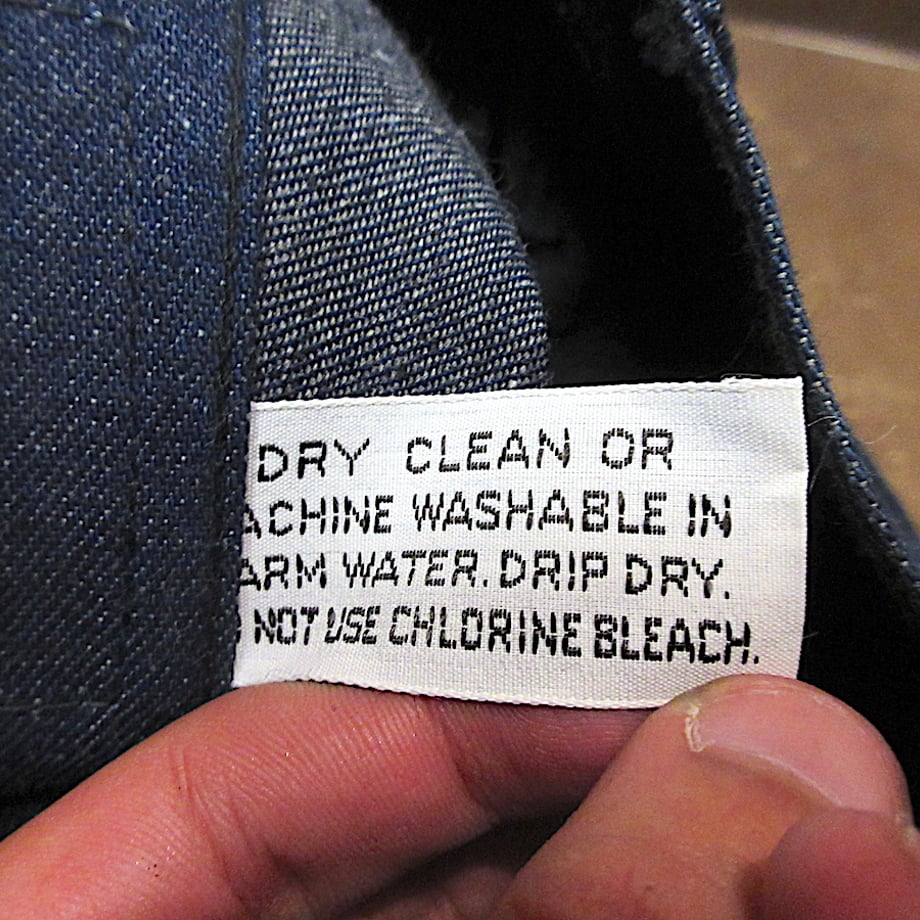 DRY CLEAN OR
ACHINE WASHABLE IN
ARM WATER. DRIP DRY.
NOT USE CHLORINE BLEACH.